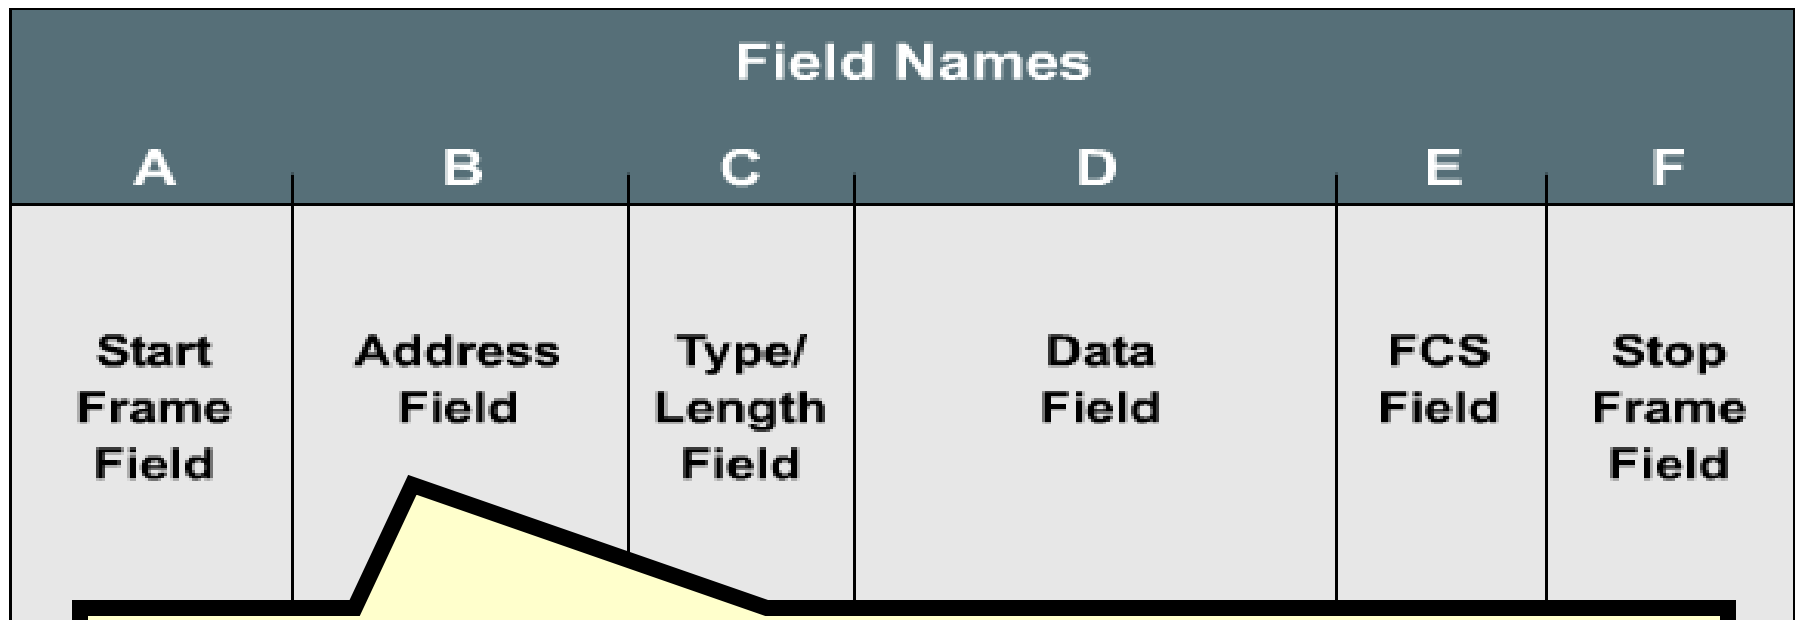 Field Names
A B C D E F
Start Frame Field
Address Field
Type/ Length Field
Data Field
FCS Field
Stop Frame Field